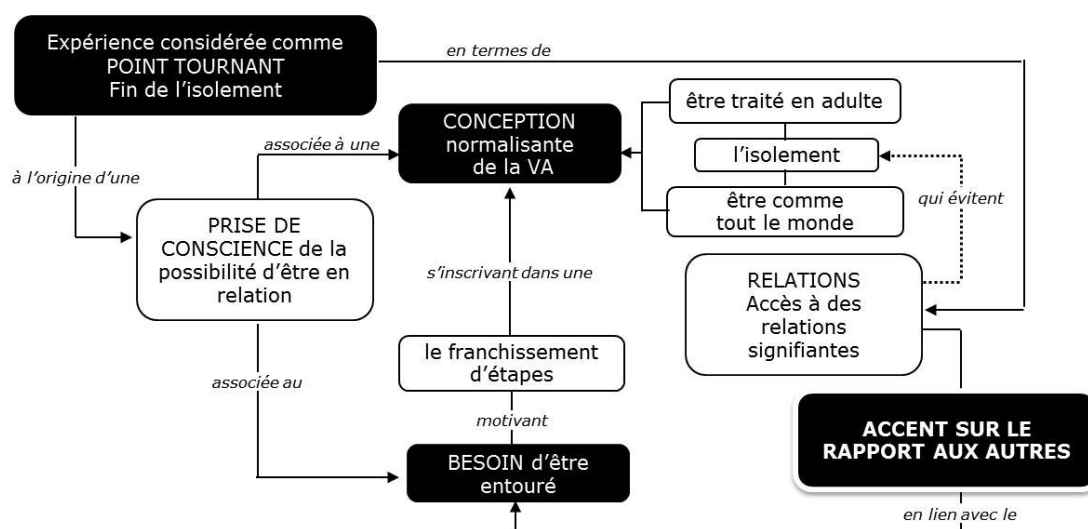 Expérience considérée comme
POINT TOURNANT
Fin de l'isolement
en termes de
être traité en adulte
CONCEPTION
normalisante
de la VA
associée à une
l'isolement
à l'origine d'une
qui évitent
être comme
tout le monde
PRISE DE
CONSCIENCE de la
possibilité d'être en
relation
s'inscrivant dans une
RELATIONS
Accès à des
relations
signifiantes
le franchissement
d'étapes
associée au
motivant
ACCENT SUR LE
RAPPORT AUX AUTRES
BESOIN d'être
entouré
en lien avec le